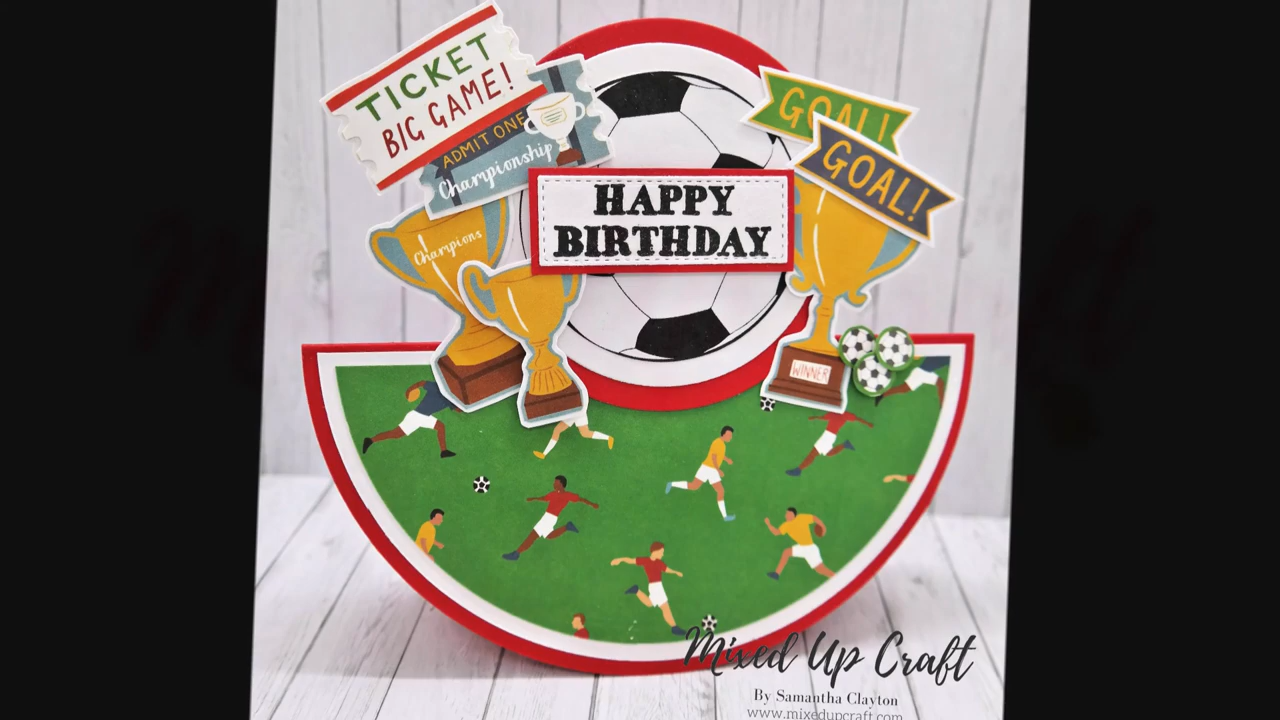 TICKET
BIG GAME!
ADMIT ONE
Championship
GOAL!
GOAL!
HAPPY
BIRTHDAY
Champions
WINNER!
Mixed Up Craft
By Samantha Clayton
www.mixedupcraft.com